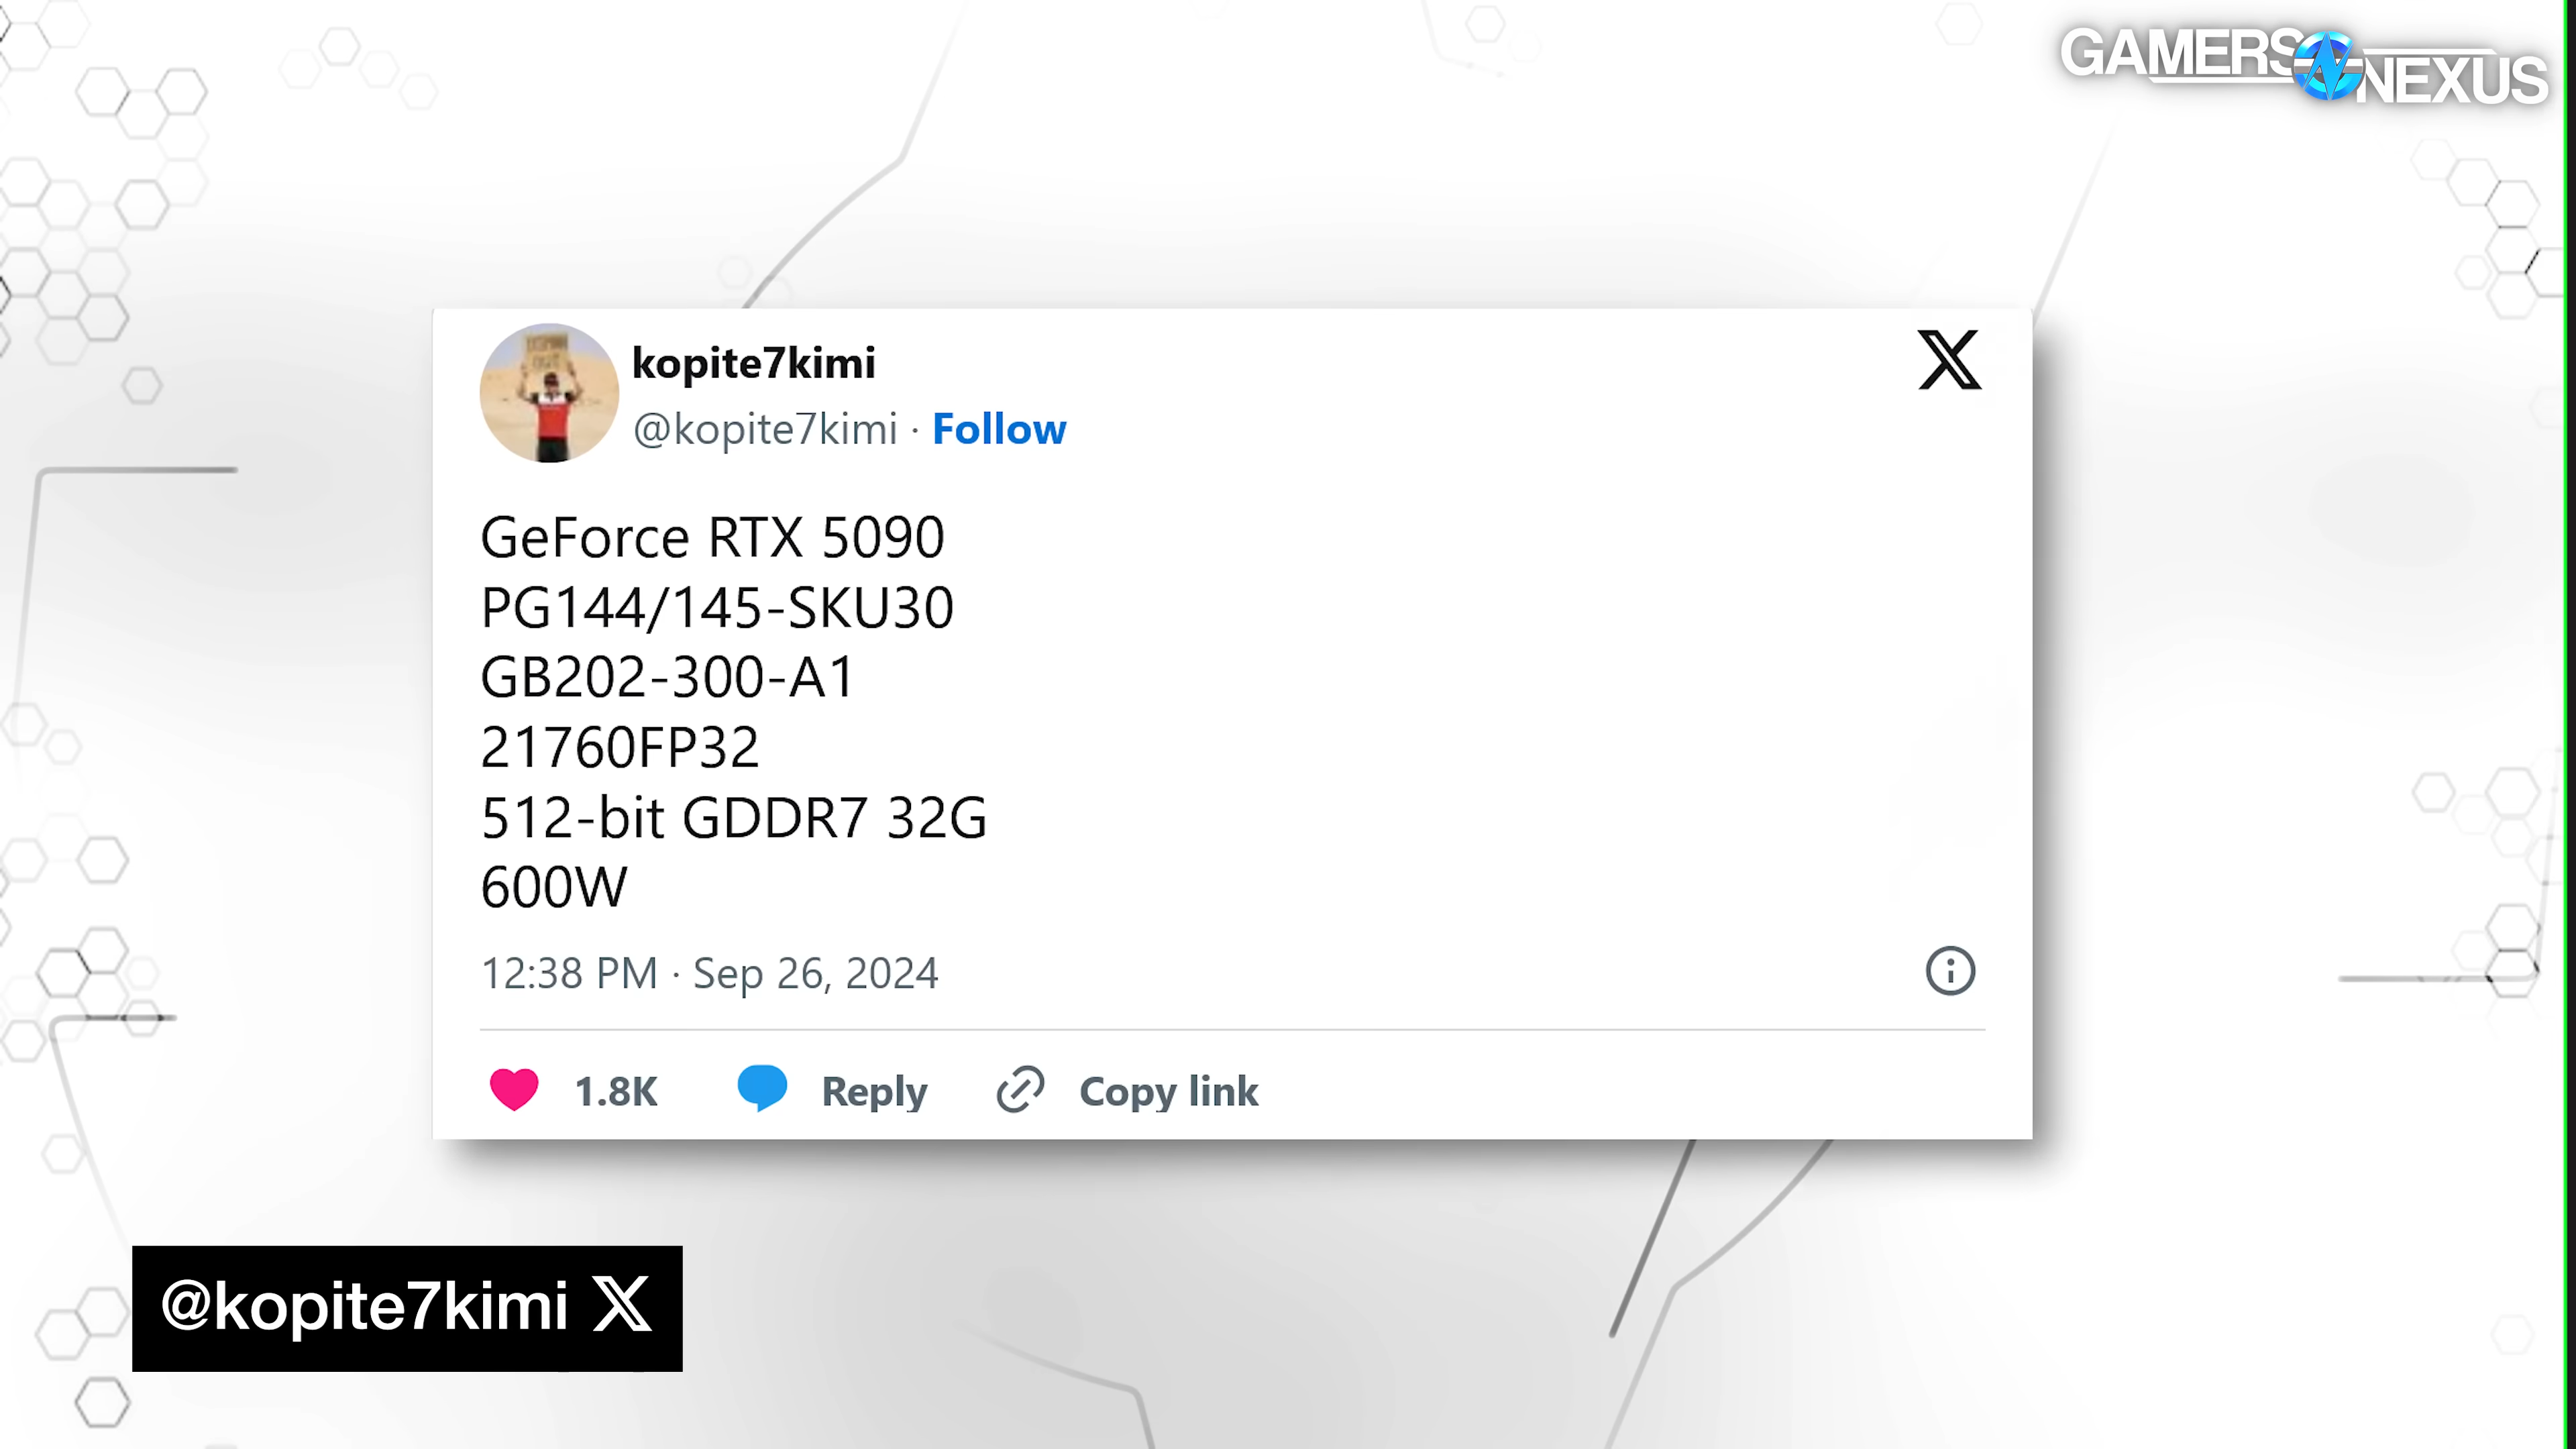 GAMERS NEXUS
kopite7kimi
@kopite7kimi · Follow
GeForce RTX 5090
PG144/145-SKU30
GB202-300-A1
21760FP32
512-bit GDDR7 32G
600W
12:38 PM · Sep 26, 2024
1.8K Reply Copy link
@kopite7kimi X